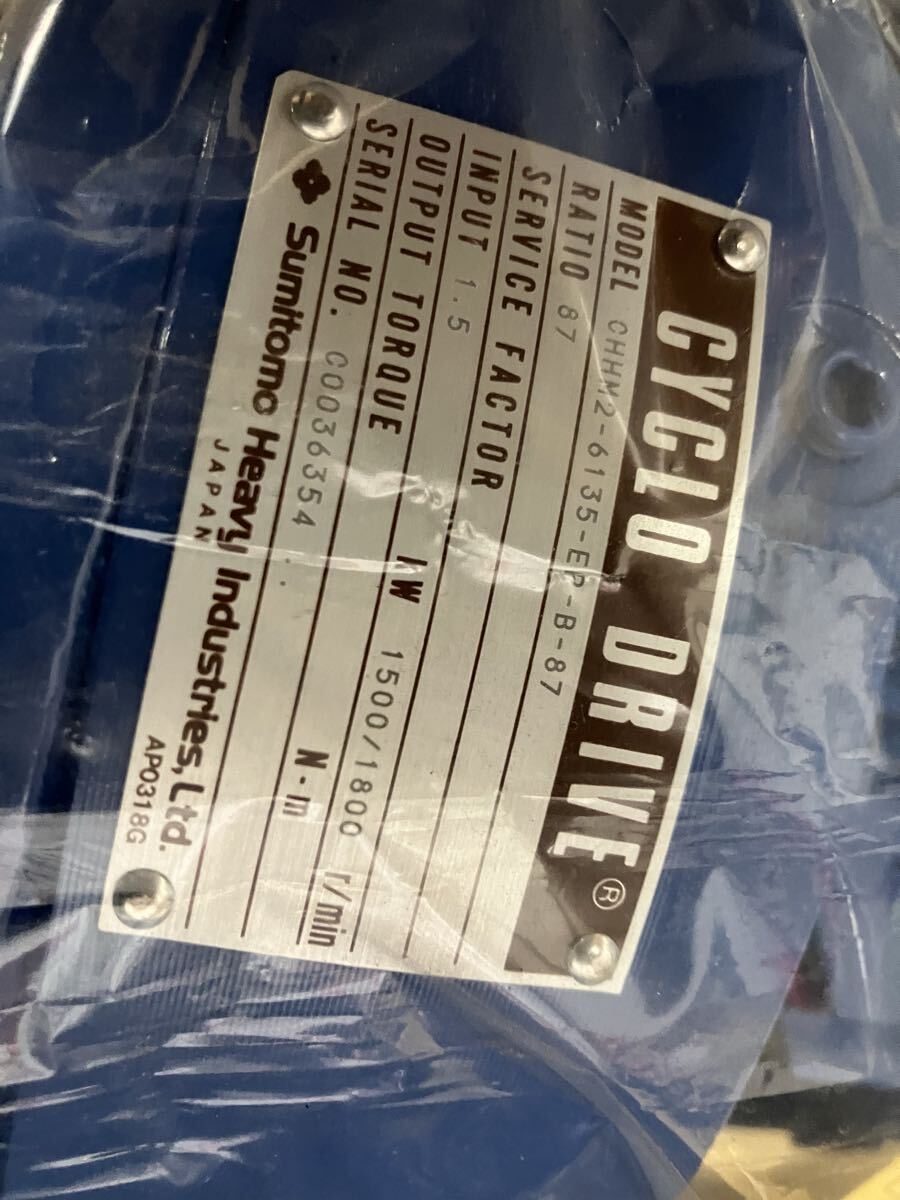 CYCLO DRIVE®
MODEL CHHM2-6135-EP-B-87
RATIO 87
SERVICE FACTOR
INPUT 1.5 kW 1500/1800 r/min
OUTPUT TORQUE N·m
SERIAL NO. C0036354
Sumitomo Heavy Industries, Ltd.
JAPAN
AP0318G